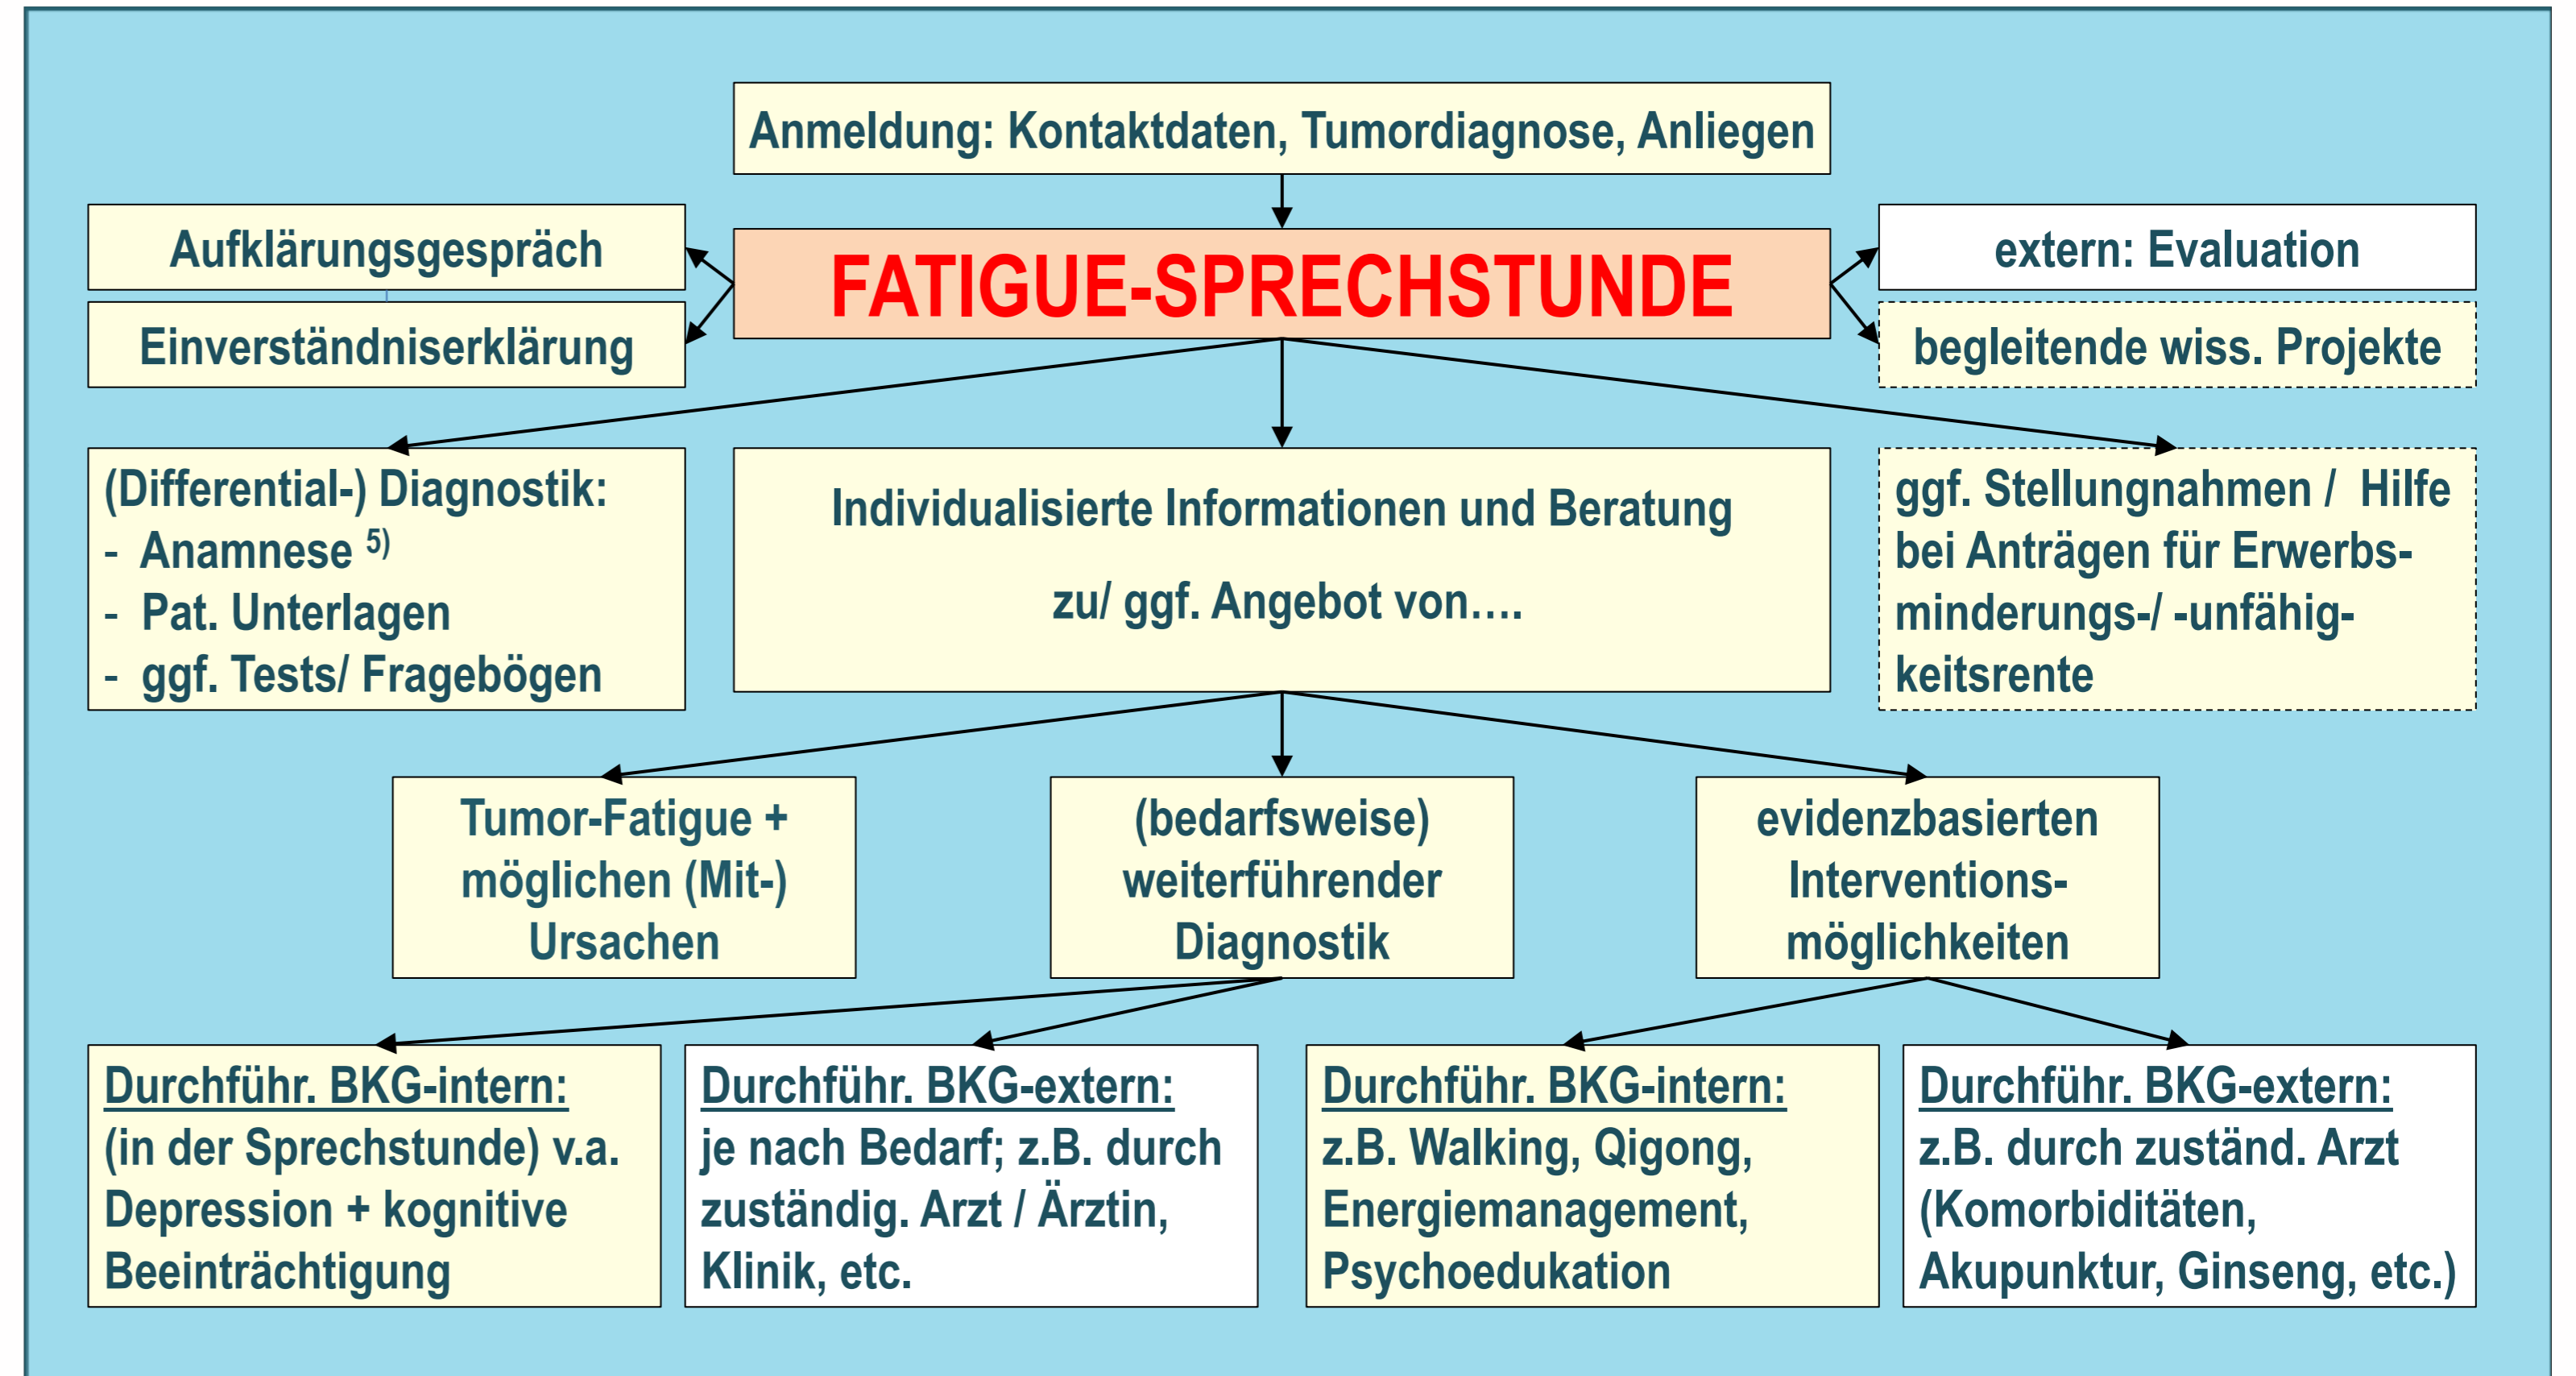 Anmeldung: Kontaktdaten, Tumordiagnose, Anliegen
Aufklärungsgespräch
Einverständniserklärung
FATIGUE-SPRECHSTUNDE
extern: Evaluation
begleitende wiss. Projekte
(Differential-) Diagnostik:
- Anamnese 5)
- Pat. Unterlagen
- ggf. Tests/ Fragebögen
Individualisierte Informationen und Beratung
zu/ ggf. Angebot von….
ggf. Stellungnahmen / Hilfe
bei Anträgen für Erwerbs-
minderungs-/ -unfähig-
keitsrente
Tumor-Fatigue +
möglichen (Mit-)
Ursachen
(bedarfsweise)
weiterführender
Diagnostik
evidenzbasierten
Interventions-
möglichkeiten
Durchführ. BKG-intern:
(in der Sprechstunde) v.a.
Depression + kognitive
Beeinträchtigung
Durchführ. BKG-extern:
je nach Bedarf; z.B. durch
zuständig. Arzt / Ärztin,
Klinik, etc.
Durchführ. BKG-intern:
z.B. Walking, Qigong,
Energiemanagement,
Psychoedukation
Durchführ. BKG-extern:
z.B. durch zuständ. Arzt
(Komorbiditäten,
Akupunktur, Ginseng, etc.)